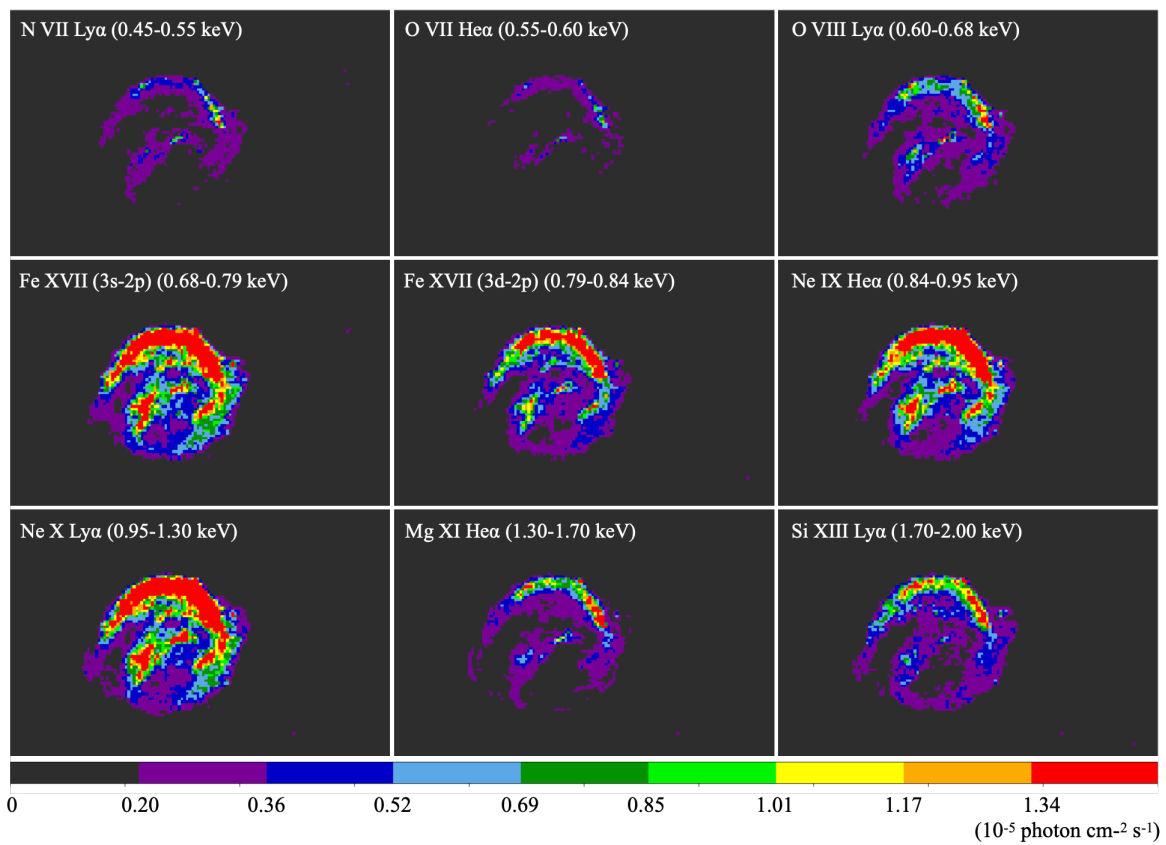 N VII Lyα (0.45-0.55 keV)
O VII Heα (0.55-0.60 keV)
O VIII Lyα (0.60-0.68 keV)
Fe XVII (3s-2p) (0.68-0.79 keV)
Fe XVII (3d-2p) (0.79-0.84 keV)
Ne IX Heα (0.84-0.95 keV)
Ne X Lyα (0.95-1.30 keV)
Mg XI Heα (1.30-1.70 keV)
Si XIII Lyα (1.70-2.00 keV)
0 0.20 0.36 0.52 0.69 0.85 1.01 1.17 1.34
(10-5 photon cm-2 s-1)